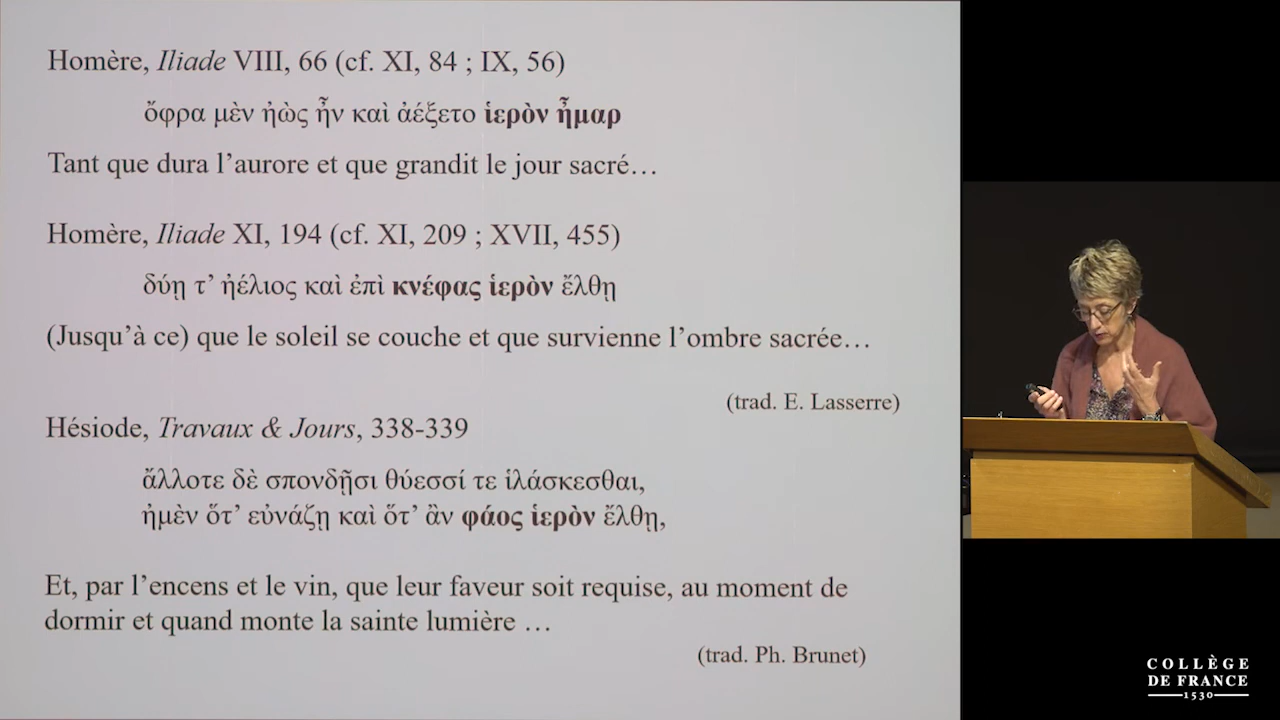 Homère, Iliade VIII, 66 (cf. XI, 84 ; IX, 56)
ὄφρα μὲν ἠὼς ἦν καὶ ἀέξετο ἱερὸν ἦμαρ
Tant que dura l’aurore et que grandit le jour sacré…
Homère, Iliade XI, 194 (cf. XI, 209 ; XVII, 455)
δύῃ τ’ ἠέλιος καὶ ἐπὶ κνέφας ἱερὸν ἔλθῃ
(Jusqu’à ce) que le soleil se couche et que survienne l’ombre sacrée…
(trad. E. Lasserre)
Hésiode, Travaux & Jours, 338-339
ἄλλοτε δὲ σπονδῇσι θύεσσί τε ἱλάσκεσθαι,
ἠμὲν ὅτ’ εὐνάζῃ καὶ ὅτ’ ἂν φάος ἱερὸν ἔλθῃ,
Et, par l’encens et le vin, que leur faveur soit requise, au moment de
dormir et quand monte la sainte lumière …
(trad. Ph. Brunet)
COLLÈGE
DE FRANCE
1530